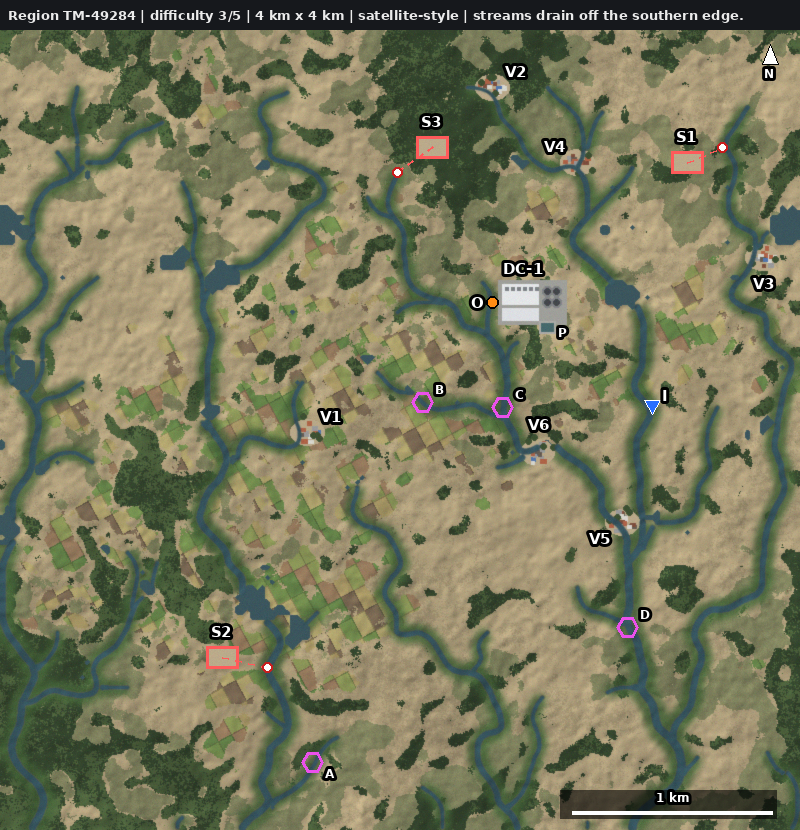 Region TM-49284 | difficulty 3/5 | 4 km x 4 km | satellite-style | streams drain off the southern edge.
N
V2
S3
S1
V4
DC-1
V3
O
P
B
C
I
V1
V6
V5
S2
D
A
1 km